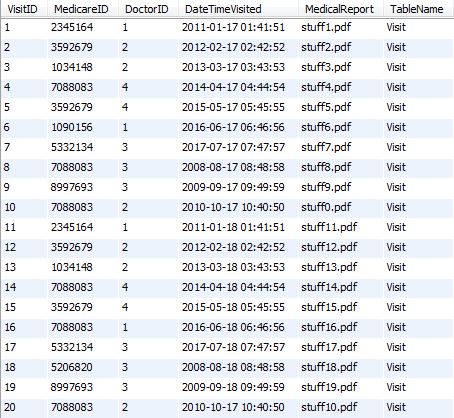 VisitID MedicareID DoctorID DateTimeVisited MedicalReport TableName
1 2345164 1 2011-01-17 01:41:51 stuff1.pdf Visit
2 3592679 2 2012-02-17 02:42:52 stuff2.pdf Visit
3 1034148 2 2013-03-17 03:43:53 stuff3.pdf Visit
4 7088083 4 2014-04-17 04:44:54 stuff4.pdf Visit
5 3592679 4 2015-05-17 05:45:55 stuff5.pdf Visit
6 1090156 1 2016-06-17 06:46:56 stuff6.pdf Visit
7 5332134 3 2017-07-17 07:47:57 stuff7.pdf Visit
8 7088083 3 2008-08-17 08:48:58 stuff8.pdf Visit
9 8997693 3 2009-09-17 09:49:59 stuff9.pdf Visit
10 7088083 2 2010-10-17 10:40:50 stuff0.pdf Visit
11 2345164 1 2011-01-18 01:41:51 stuff11.pdf Visit
12 3592679 2 2012-02-18 02:42:52 stuff12.pdf Visit
13 1034148 2 2013-03-18 03:43:53 stuff13.pdf Visit
14 7088083 4 2014-04-18 04:44:54 stuff14.pdf Visit
15 3592679 4 2015-05-18 05:45:55 stuff15.pdf Visit
16 7088083 1 2016-06-18 06:46:56 stuff16.pdf Visit
17 5332134 3 2017-07-18 07:47:57 stuff17.pdf Visit
18 5206820 3 2008-08-18 08:48:58 stuff18.pdf Visit
19 8997693 3 2009-09-18 09:49:59 stuff19.pdf Visit
20 7088083 2 2010-10-17 10:40:50 stuff10.pdf Visit